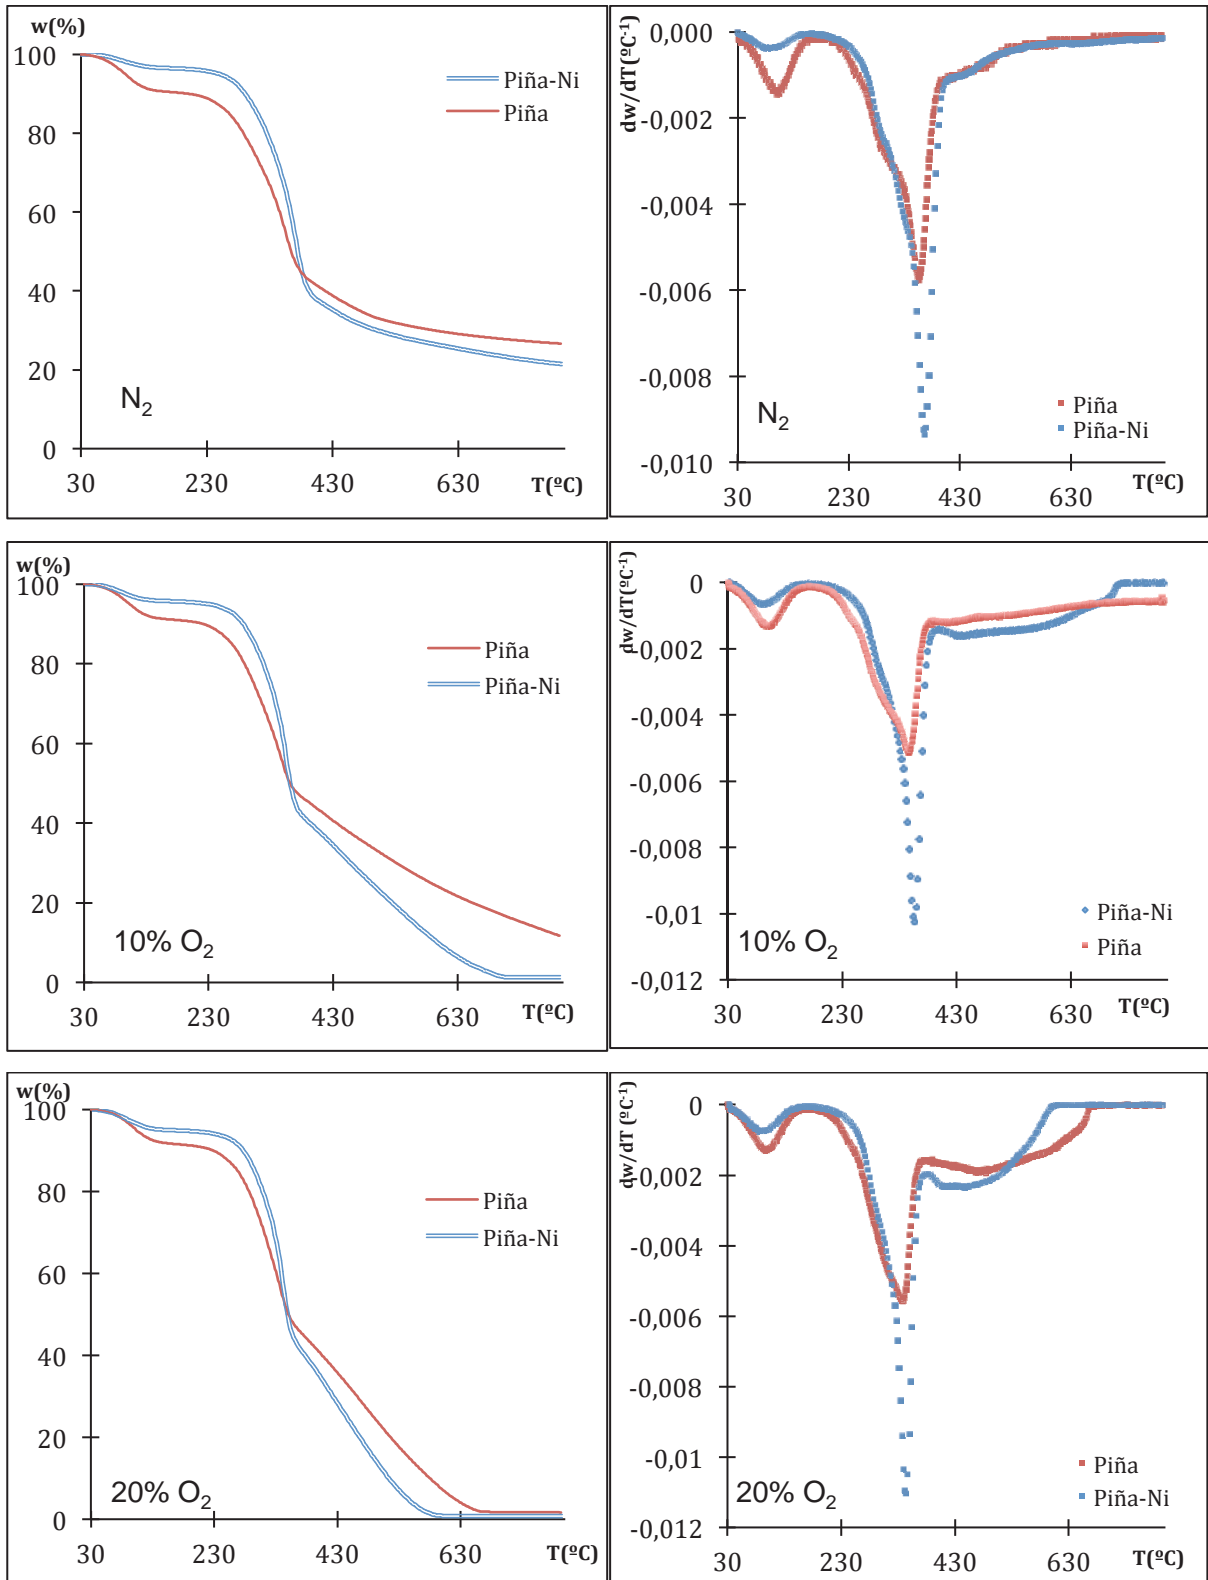 w(%)
100
80
60
40
20
0
Piña-Ni
Piña
N2
30 230 430 630 T(ºC)
dw/dT(ºC-1)
0,000
-0,002
-0,004
-0,006
-0,008
-0,010
Piña
Piña-Ni
N2
30 230 430 630
T(ºC)
w(%)
100
80
60
40
20
0
Piña
Piña-Ni
10% O2
30 230 430 630 T(ºC)
dw/dT(ºC-1)
0
-0,002
-0,004
-0,006
-0,008
-0,01
-0,012
Piña-Ni
Piña
10% O2
30 230 430 630 T(ºC)
w(%)
100
80
60
40
20
0
Piña
Piña-Ni
20% O2
30 230 430 630 T(ºC)
dw/dT (ºC-1)
0
-0,002
-0,004
-0,006
-0,008
-0,01
-0,012
Piña
Piña-Ni
20% O2
30 230 430 630 T(ºC)